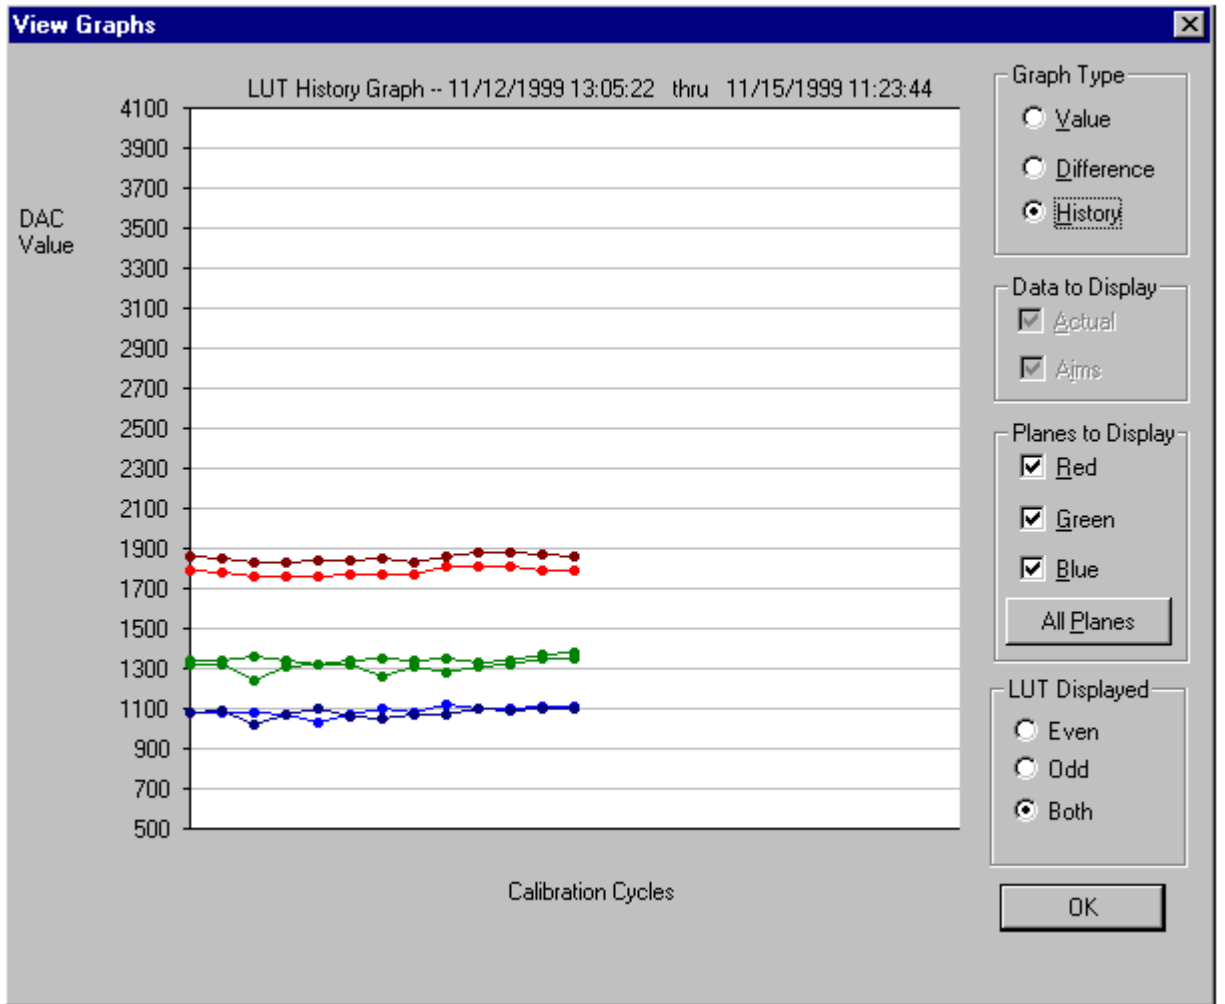 View Graphs
LUT History Graph -- 11/12/1999 13:05:22 thru 11/15/1999 11:23:44
DAC
Value
4100
3900
3700
3500
3300
3100
2900
2700
2500
2300
2100
1900
1700
1500
1300
1100
900
700
500
Calibration Cycles
Graph Type
Value
Difference
History
Data to Display
Actual
Aims
Planes to Display
Red
Green
Blue
All Planes
LUT Displayed
Even
Odd
Both
OK